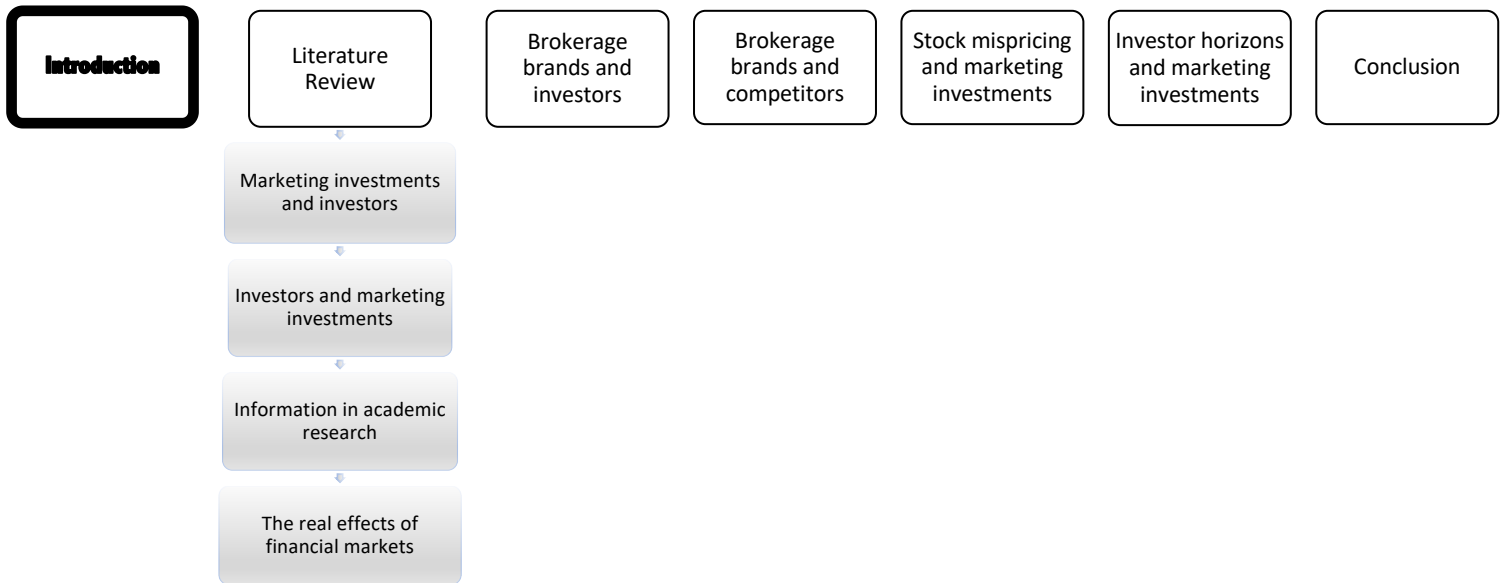 Introduction
Literature
Review
Brokerage
brands and
investors
Brokerage
brands and
competitors
Stock mispricing
and marketing
investments
Investor horizons
and marketing
investments
Conclusion
Marketing investments
and investors
Investors and marketing
investments
Information in academic
research
The real effects of
financial markets